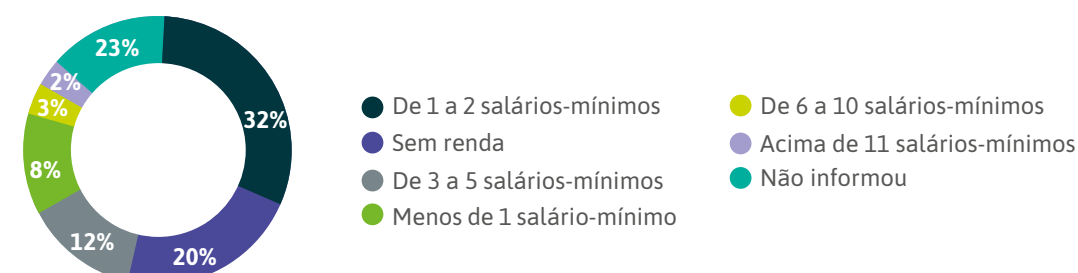 23%
2%
3%
32%
8%
12%
20%
De 1 a 2 salários-mínimos
Sem renda
De 3 a 5 salários-mínimos
Menos de 1 salário-mínimo
De 6 a 10 salários-mínimos
Acima de 11 salários-mínimos
Não informou